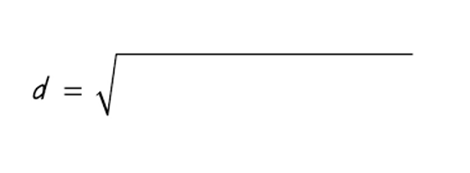 d = √